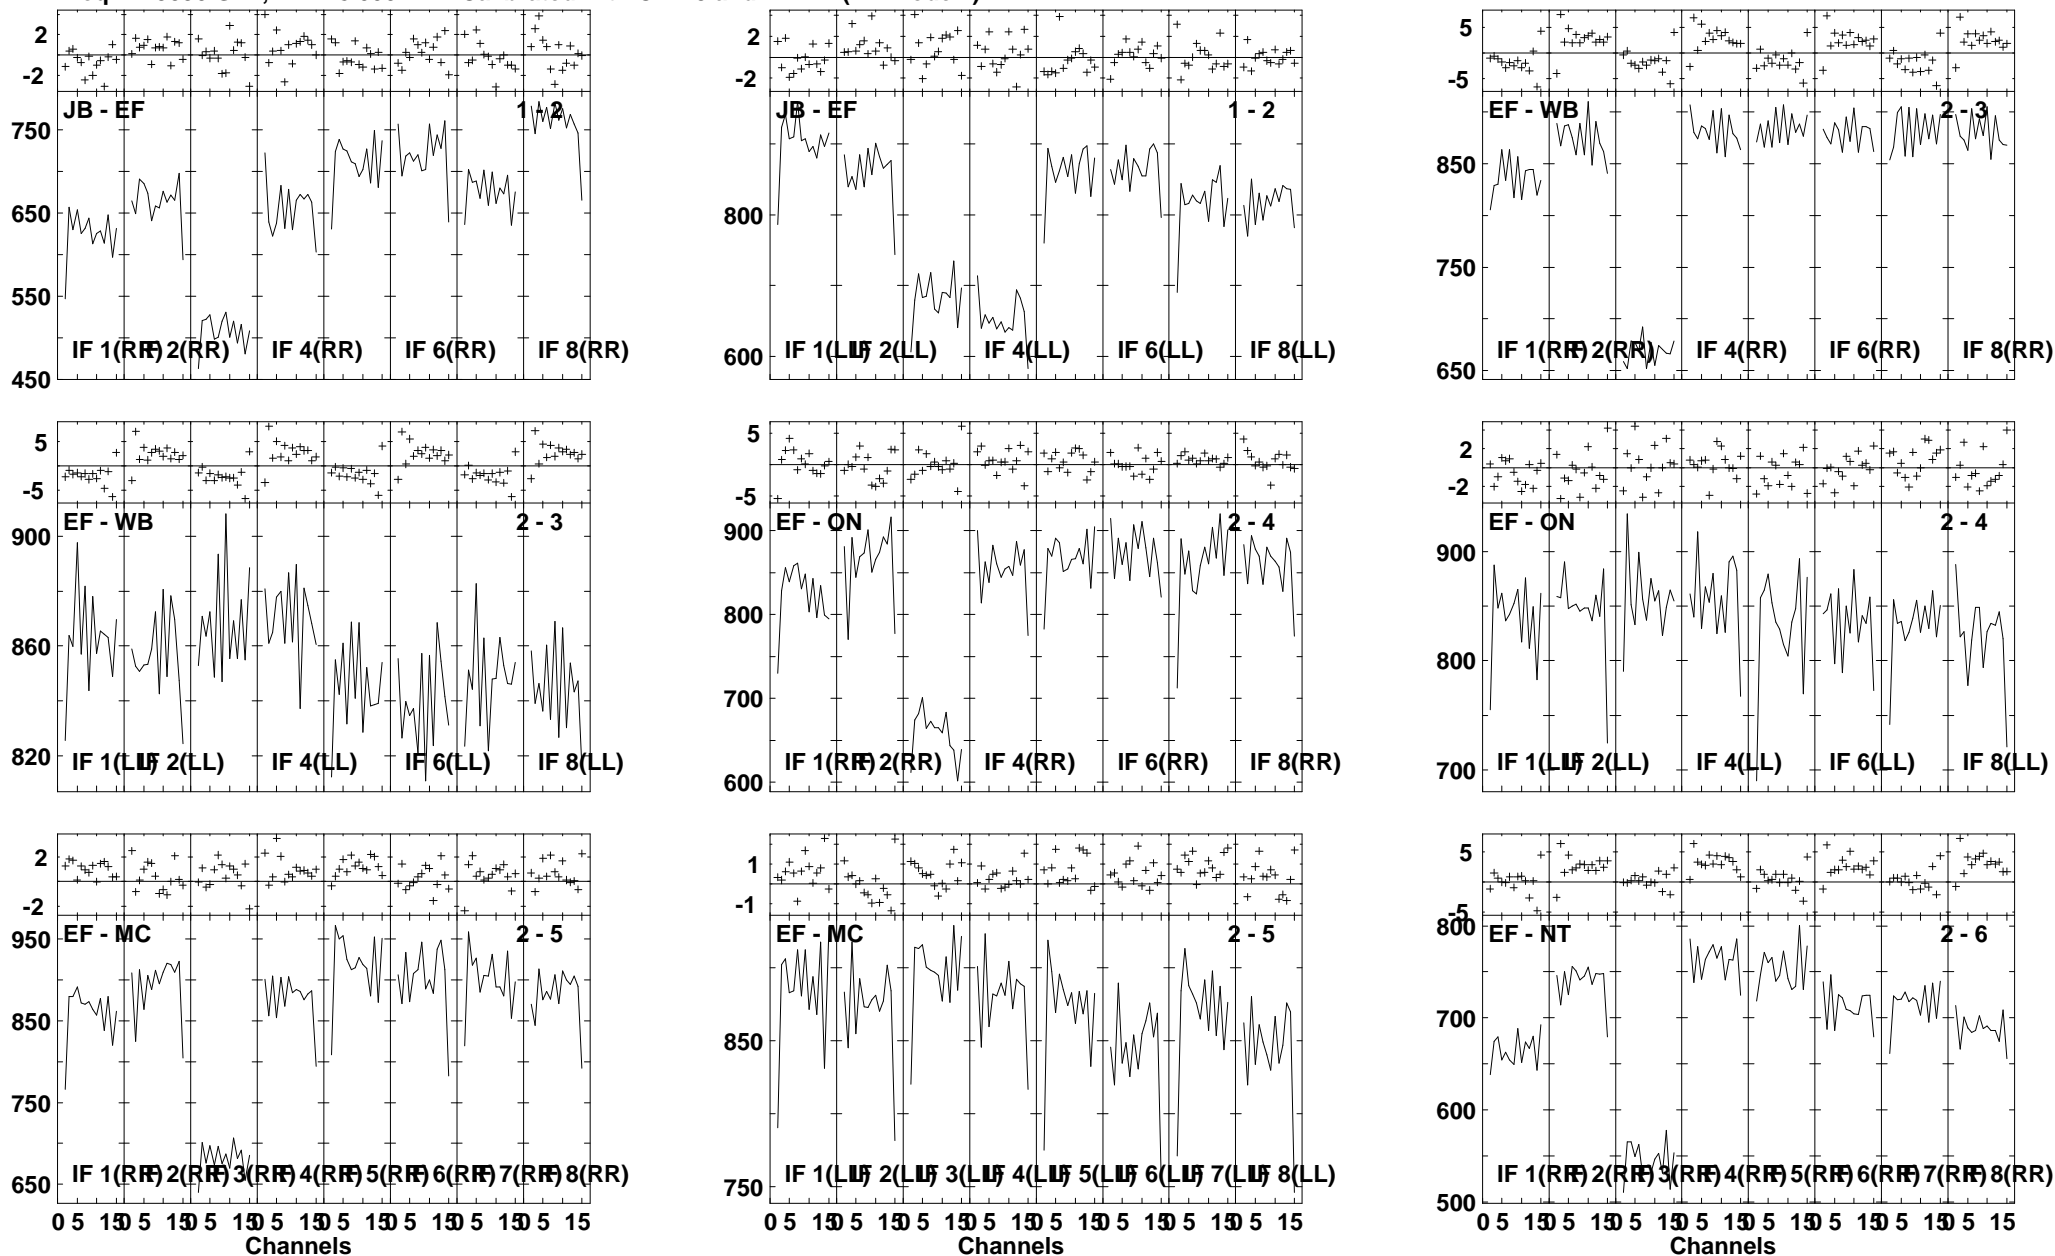 2 2 5
-2 -2 -5
JB - EF 1 - 2 JB - EF 1 - 2 EF - WB 2 - 3
750
850
650 800
750
550
IF 1(RR) IF 2(RR) IF 4(RR) IF 6(RR) IF 8(RR) IF 1(LL) IF 2(LL) IF 4(LL) IF 6(LL) IF 8(LL) IF 1(RR) IF 2(RR) IF 4(RR) IF 6(RR) IF 8(RR)
450 600 650
5 5 2
-5 -5 -2
EF - WB 2 - 3 EF - ON 2 - 4 EF - ON 2 - 4
900 900 900
860 800 800
700
820 600 700
IF 1(LL) IF 2(LL) IF 4(LL) IF 6(LL) IF 8(LL) IF 1(RR) IF 2(RR) IF 4(RR) IF 6(RR) IF 8(RR) IF 1(LL) IF 2(LL) IF 4(LL) IF 6(LL) IF 8(LL)
2 1 5
-2 -1 -5
EF - MC 2 - 5 EF - MC 2 - 5 EF - NT 2 - 6
950 800
850 850 700
750 600
650 750 500
IF 1(RR) IF 2(RR) IF 3(RR) IF 4(RR) IF 5(RR) IF 6(RR) IF 7(RR) IF 8(RR) IF 1(LL) IF 2(LL) IF 3(LL) IF 4(LL) IF 5(LL) IF 6(LL) IF 7(LL) IF 8(LL) IF 1(RR) IF 2(RR) IF 3(RR) IF 4(RR) IF 5(RR) IF 6(RR) IF 7(RR) IF 8(RR)
0 5 15 0 5 15 0 5 15 0 5 15 0 5 15 0 5 15 0 5 15 0 5 15 0 5 15 0 5 15 0 5 15 0 5 15 0 5 15 0 5 15 0 5 15 0 5 15 0 5 15 0 5 15 0 5 15 0 5 15 0 5 15 0 5 15 0 5 15 0 5 15
Channels Channels Channels